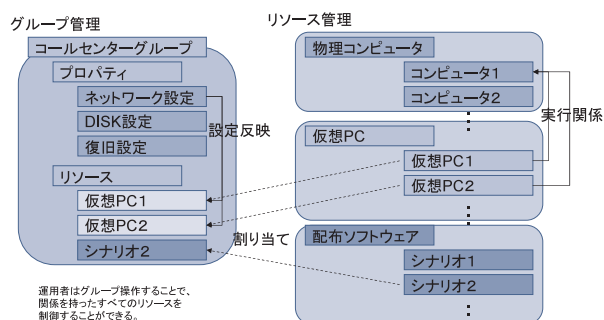 グループ管理
コールセンターグループ
プロパティ
ネットワーク設定
DISK設定
復旧設定
設定反映
リソース
仮想PC1
仮想PC2
シナリオ2
割り当て
運用者はグループ操作することで、
関係を持ったすべてのリソースを
制御することができる。
リソース管理
物理コンピュータ
コンピュータ1
コンピュータ2
実行関係
仮想PC
仮想PC1
仮想PC2
配布ソフトウェア
シナリオ1
シナリオ2